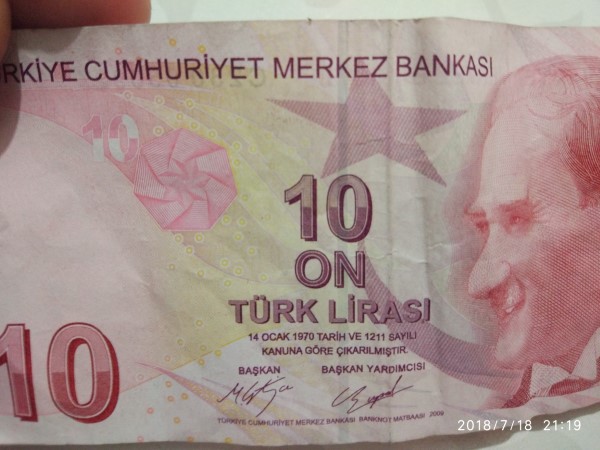 TÜRKİYE CUMHURİYET MERKEZ BANKASI
10
10
ON
TÜRK LİRASI
14 OCAK 1970 TARİH VE 1211 SAYILI
KANUNA GÖRE ÇIKARILMIŞTIR.
BAŞKAN BAŞKAN YARDIMCISI
10
TÜRKİYE CUMHURİYET MERKEZ BANKASI BANKNOT MATBAASI 2009
2018/7/18 21:19